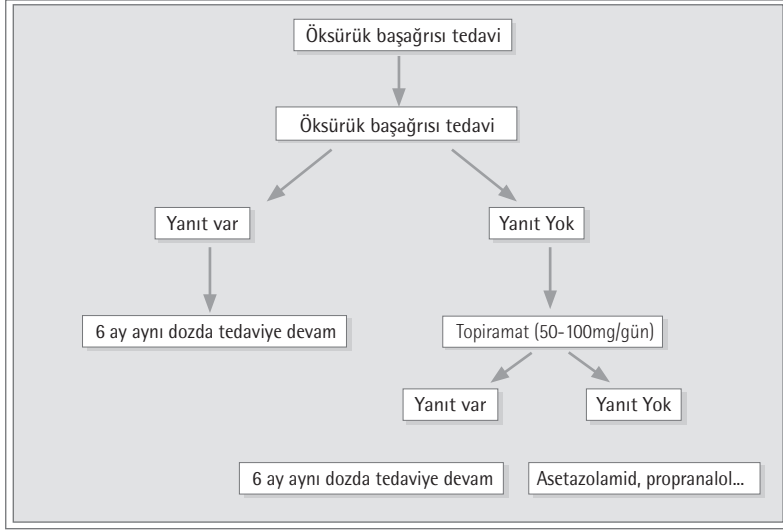 Öksürük başağrısı tedavi
Öksürük başağrısı tedavi
Yanıt var
Yanıt Yok
6 ay aynı dozda tedaviye devam
Topiramat (50-100mg/gün)
Yanıt var
Yanıt Yok
6 ay aynı dozda tedaviye devam
Asetazolamid, propranalol...